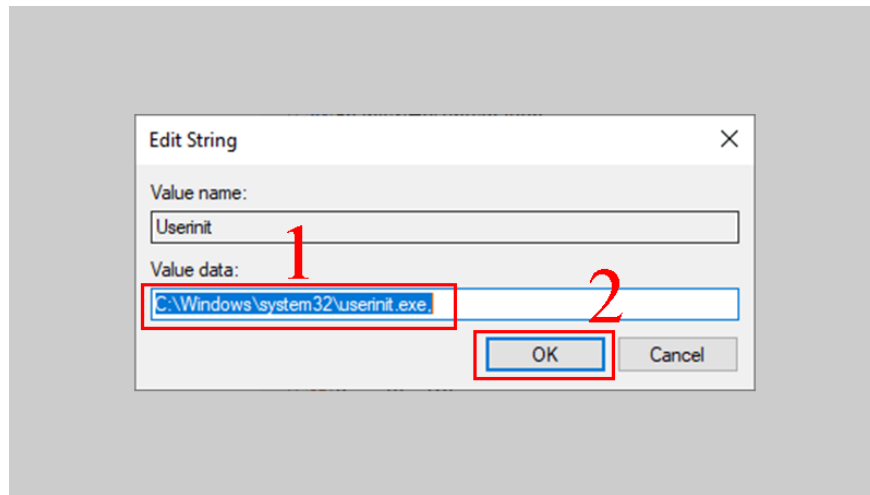 Edit String
Value name:
Userinit
1
Value data:
C:\Windows\system32\userinit.exe,
2
OK
Cancel